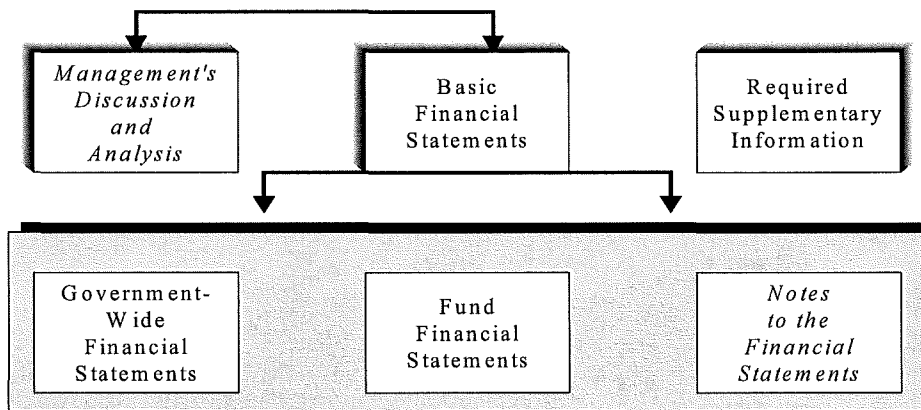 Management's
Discussion
and
Analysis
Basic
Financial
Statements
Required
Supplementary
Information
Government-
Wide
Financial
Statements
Fund
Financial
Statements
Notes
to the
Financial
Statements